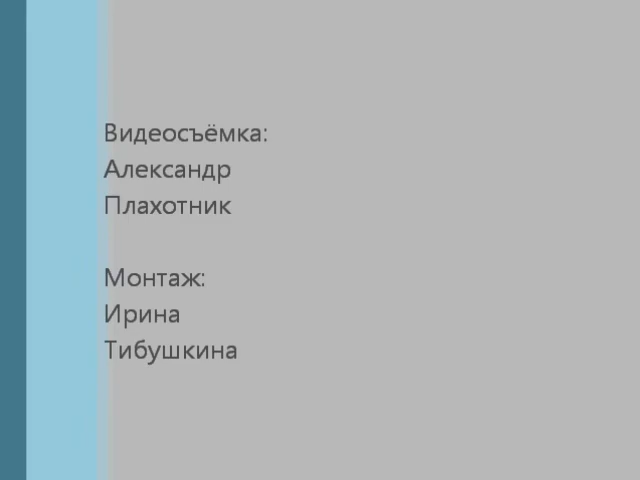 Видеосъёмка:
Александр
Плахотник
Монтаж:
Ирина
Тибушкина